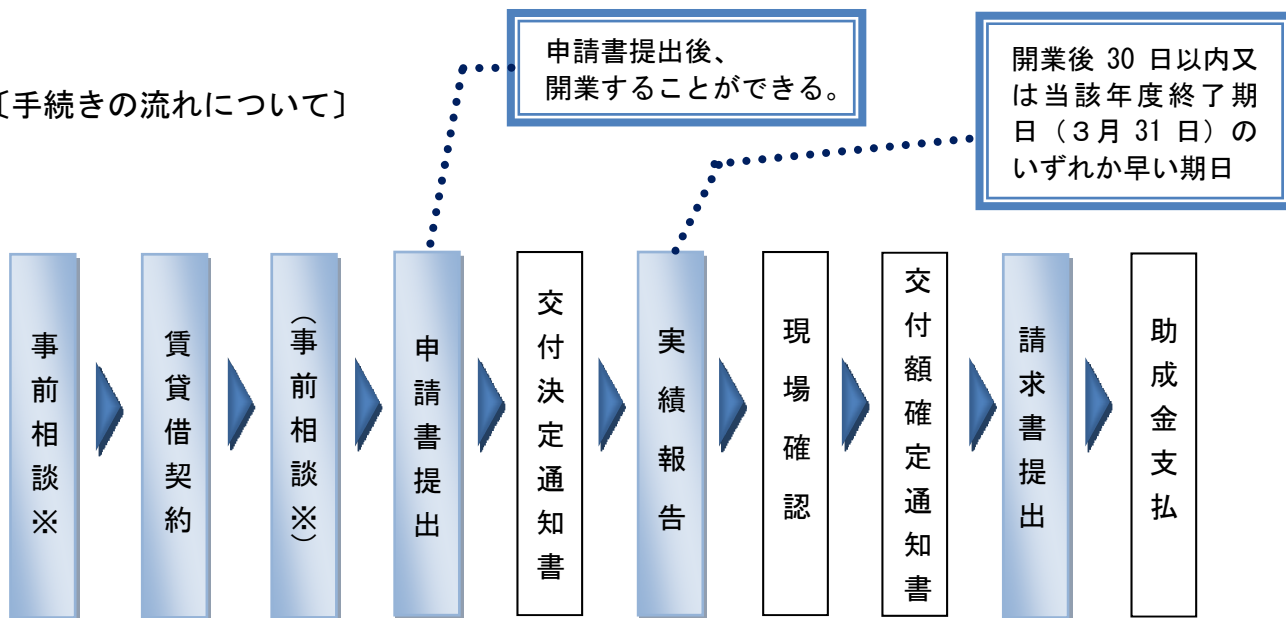 〔手続きの流れについて〕
申請書提出後、
開業することができる。
開業後 30 日以内又
は当該年度終了期
日（３月 31 日）の
いずれか早い期日
事前相談※
賃貸借契約
（事前相談※）
申請書提出
交付決定通知書
実績報告
現場確認
交付額確定通知書
請求書提出
助成金支払